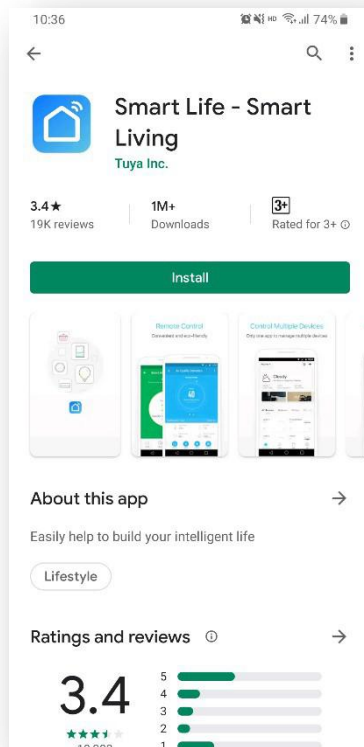 10:36
HD
74%
Smart Life - Smart
Living
Tuya Inc.
3.4★ 1M+ 3+
19K reviews Downloads Rated for 3+
Install
Remote Control
Control Multiple Devices
About this app
Easily help to build your intelligent life
Lifestyle
Ratings and reviews
3.4
5
4
3
2
1